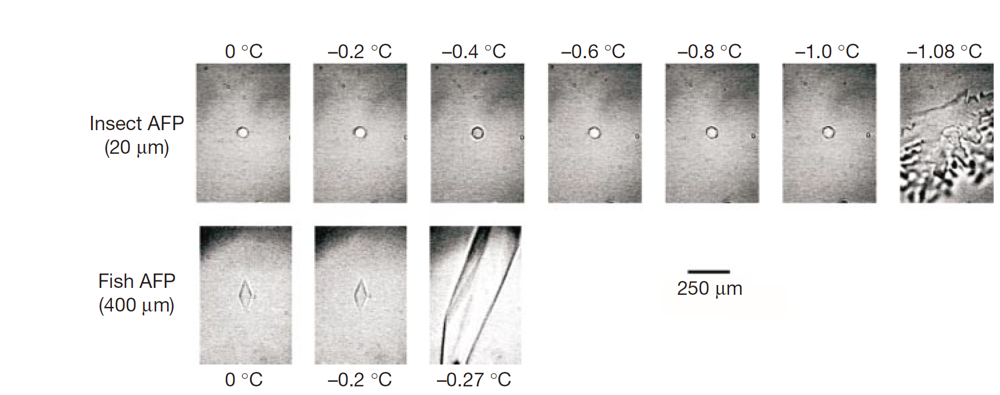 0 °C –0.2 °C –0.4 °C –0.6 °C –0.8 °C –1.0 °C –1.08 °C
Insect AFP
(20 μm)
Fish AFP
(400 μm)
250 μm
0 °C –0.2 °C –0.27 °C